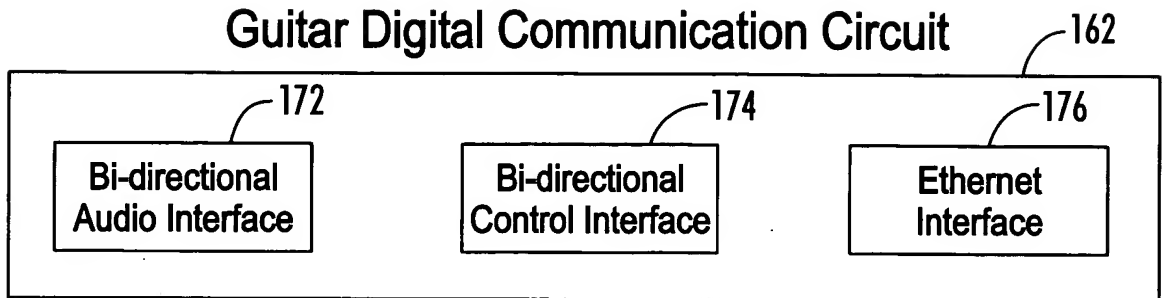 Guitar Digital Communication Circuit
162
172
174
176
Bi-directional
Audio Interface
Bi-directional
Control Interface
Ethernet
Interface